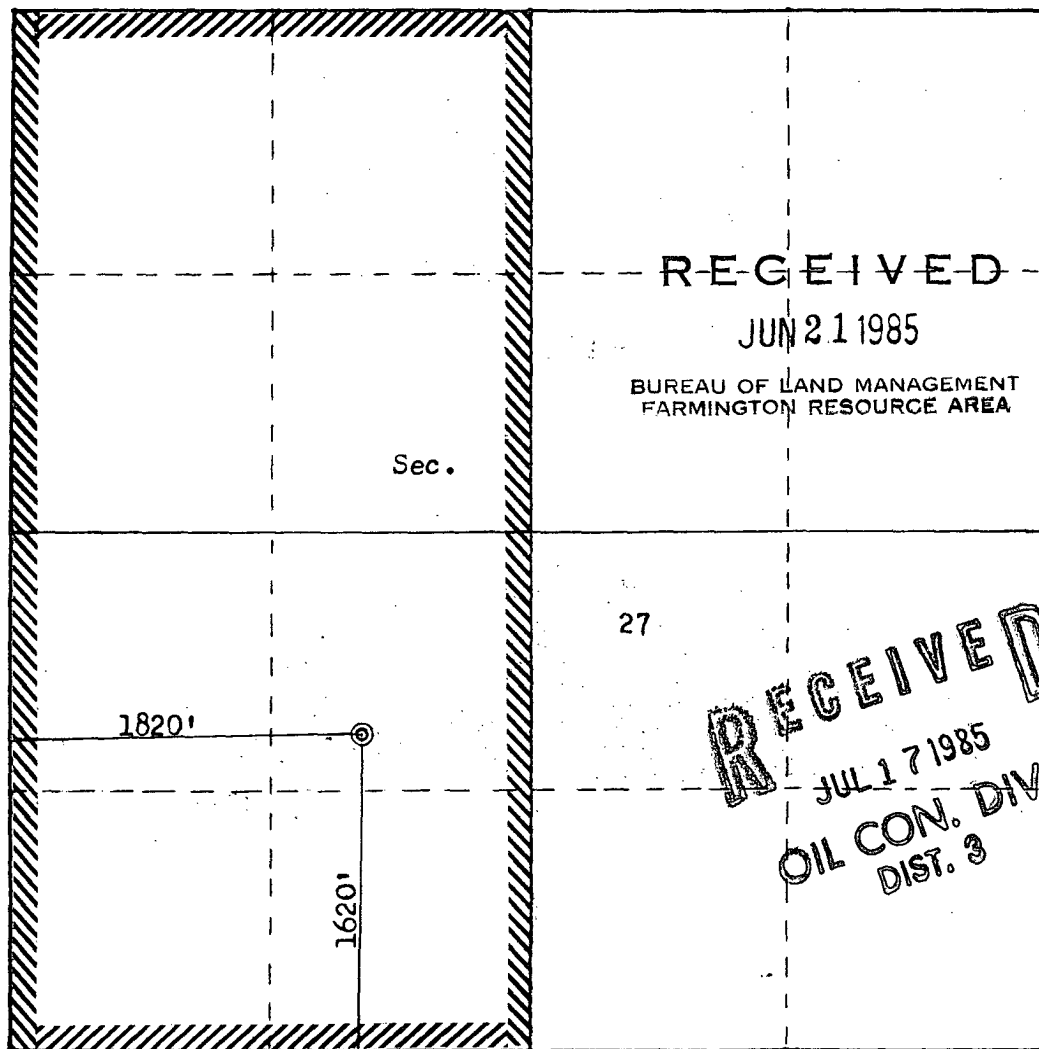 RECEIVED
JUN 21 1985
BUREAU OF LAND MANAGEMENT
FARMINGTON RESOURCE AREA
Sec.
27
RECEIVED
JUL 17 1985
OIL CON. DIV
DIST. 3
1820'
1620'